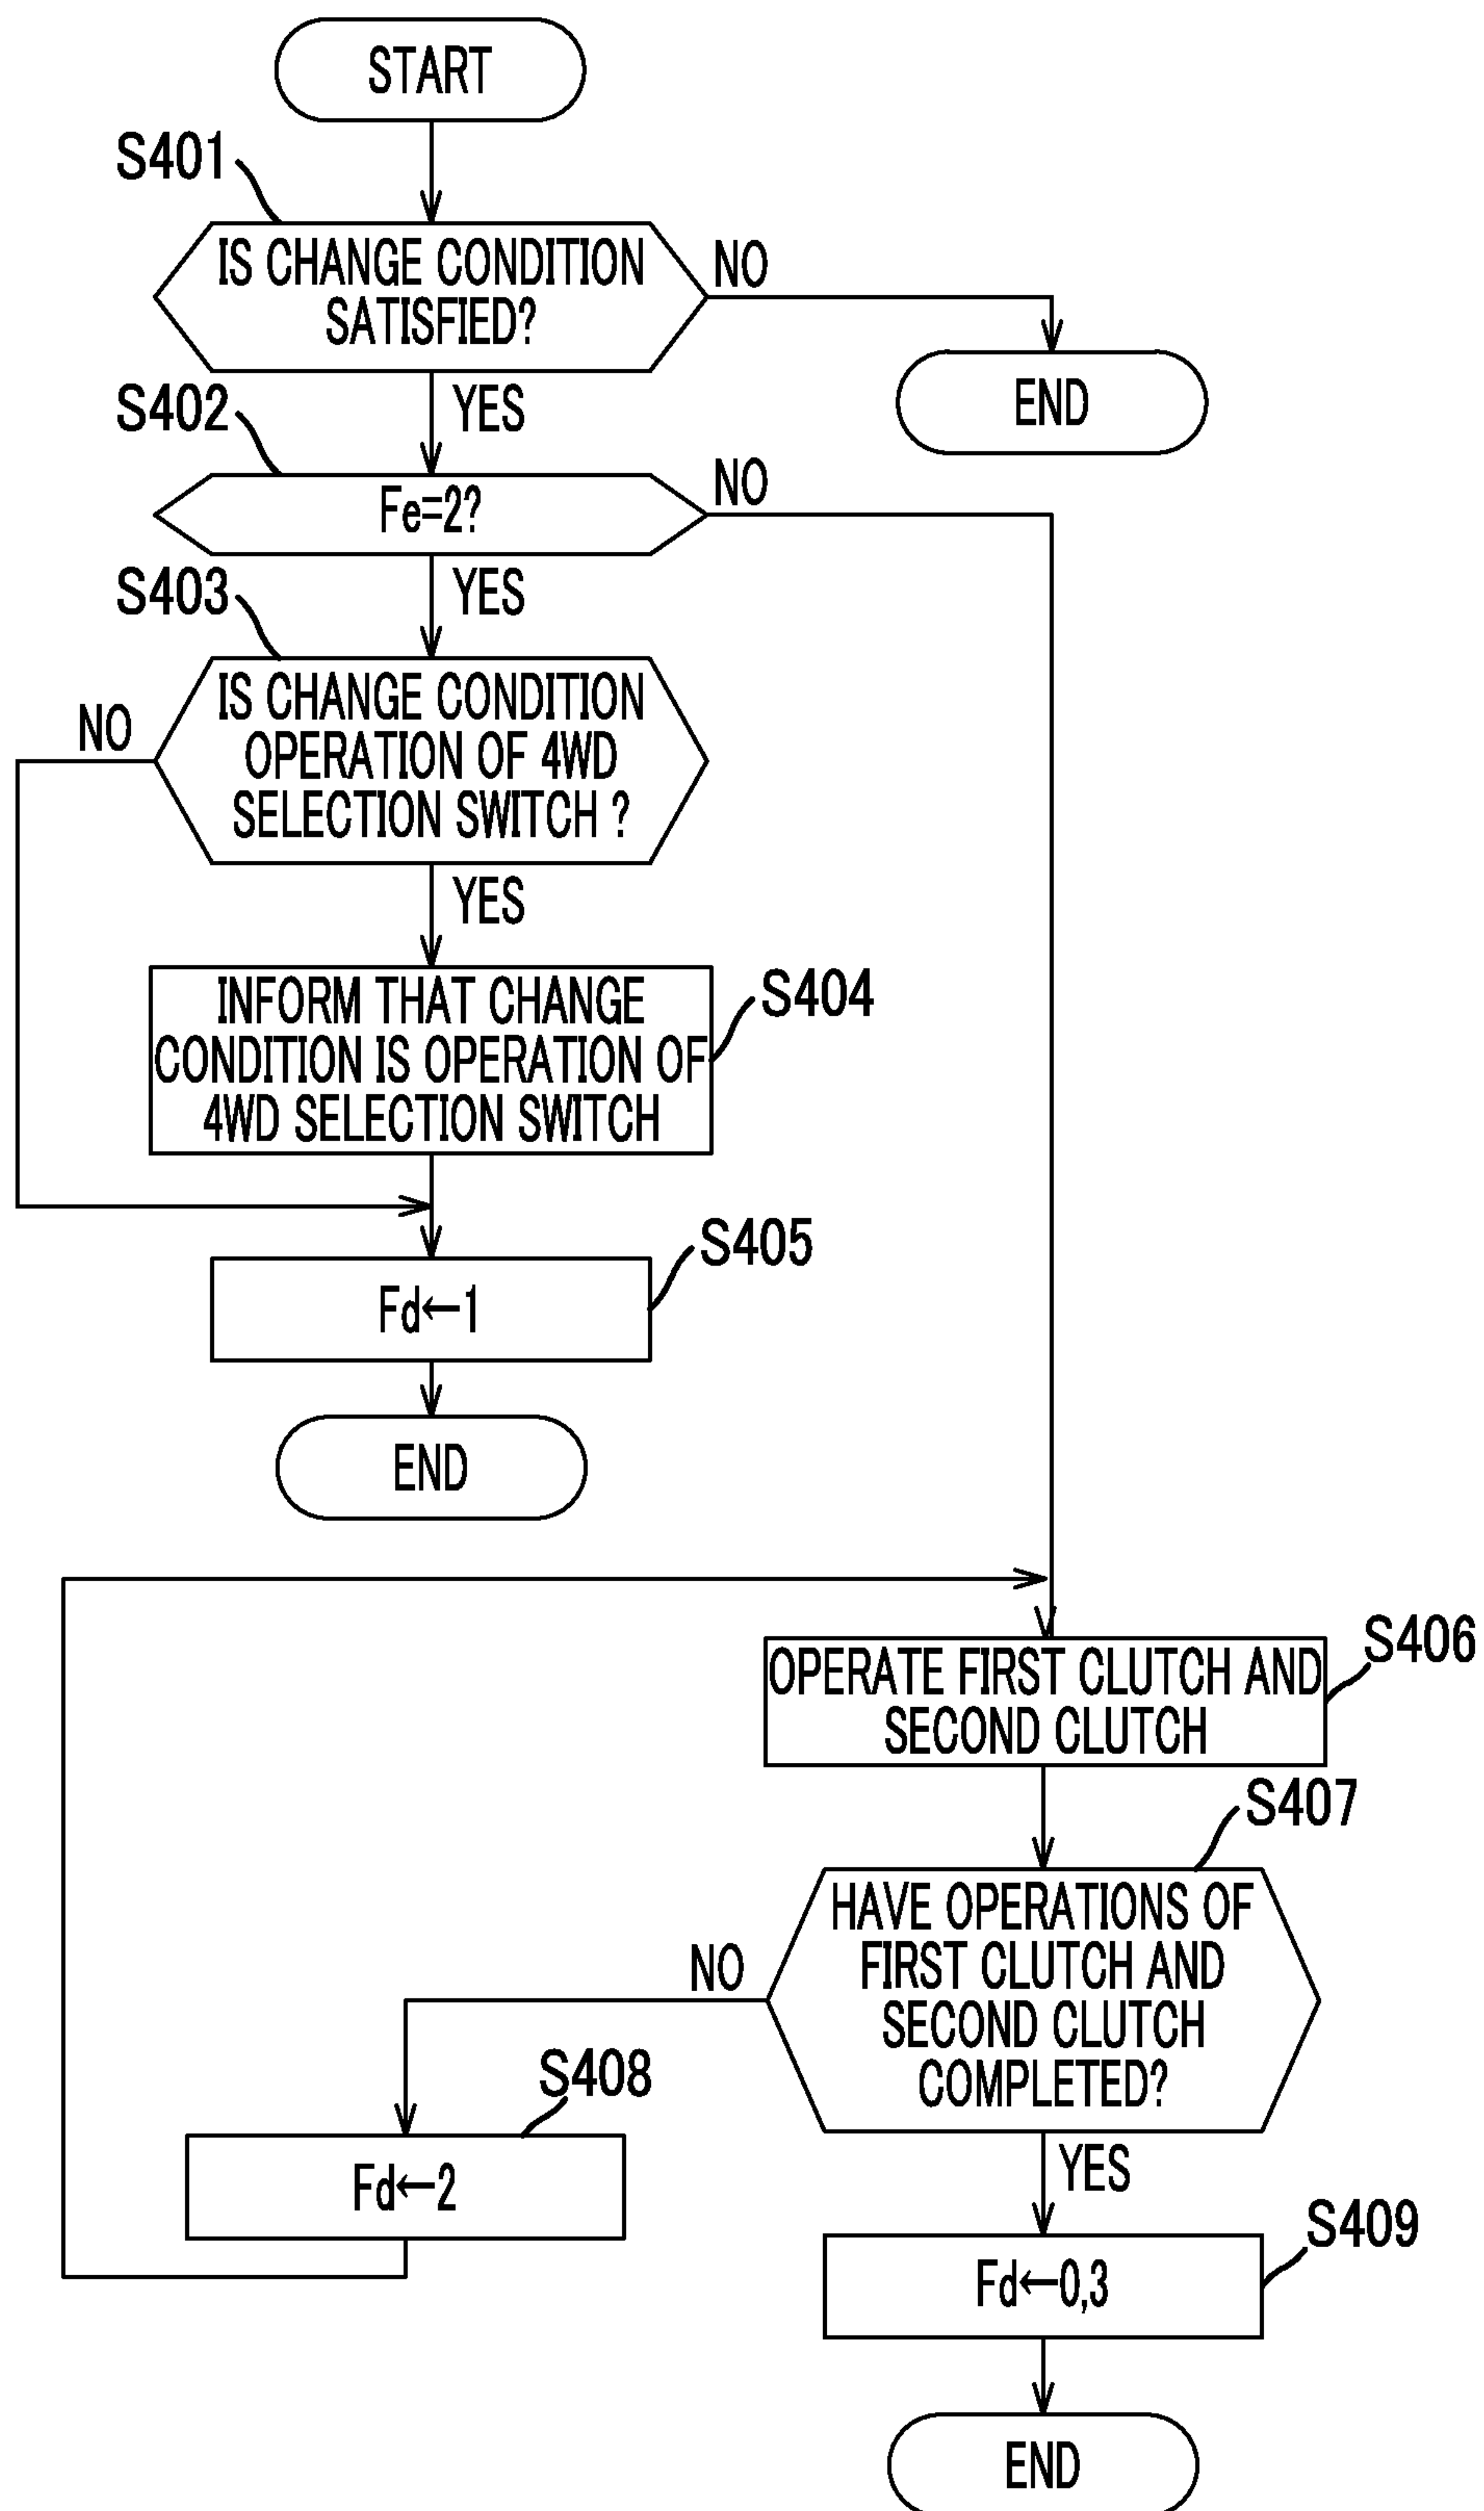 START
S401
IS CHANGE CONDITION
SATISFIED?
NO
END
YES
S402
Fe=2?
NO
YES
S403
IS CHANGE CONDITION
OPERATION OF 4WD
SELECTION SWITCH ?
NO
YES
INFORM THAT CHANGE
CONDITION IS OPERATION OF
4WD SELECTION SWITCH
S404
S405
Fd←1
END
S406
OPERATE FIRST CLUTCH AND
SECOND CLUTCH
S407
HAVE OPERATIONS OF
FIRST CLUTCH AND
SECOND CLUTCH
COMPLETED?
NO
S408
Fd←2
YES
S409
Fd←0,3
END